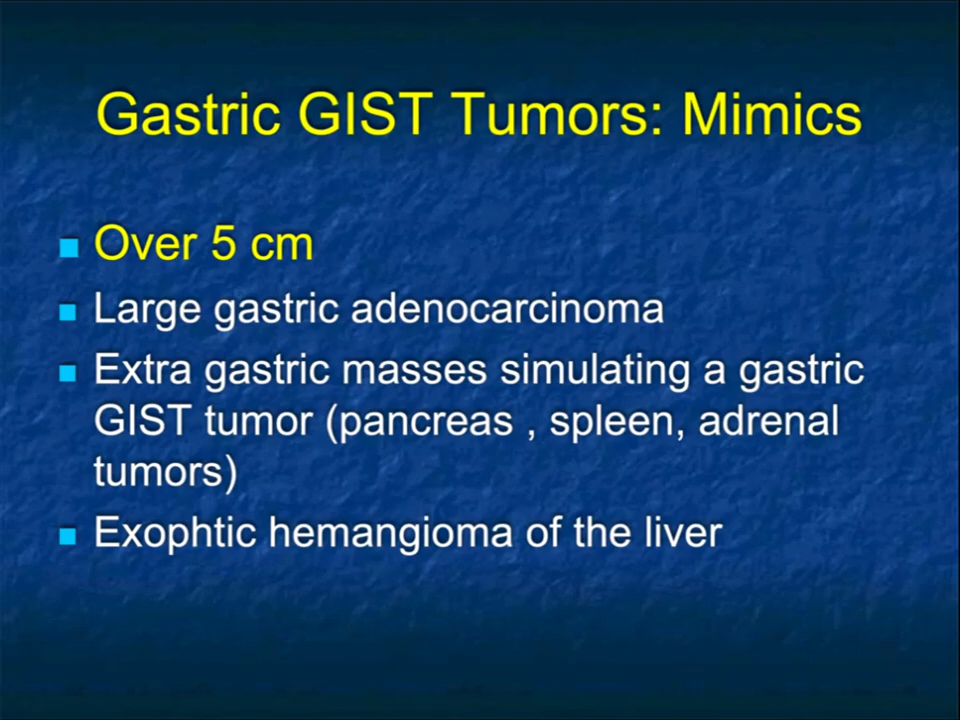 Gastric GIST Tumors: Mimics
Over 5 cm
Large gastric adenocarcinoma
Extra gastric masses simulating a gastric
GIST tumor (pancreas , spleen, adrenal
tumors)
Exophtic hemangioma of the liver